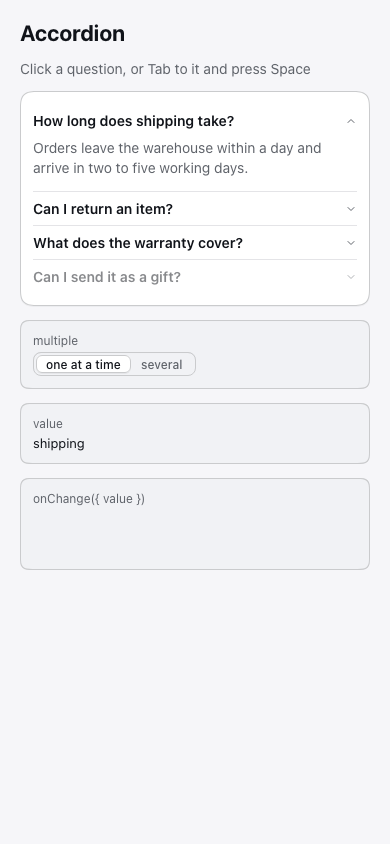 Accordion
Click a question, or Tab to it and press Space
How long does shipping take?
Orders leave the warehouse within a day and
arrive in two to five working days.
Can I return an item?
What does the warranty cover?
Can I send it as a gift?
multiple
one at a time several
value
shipping
onChange({ value })